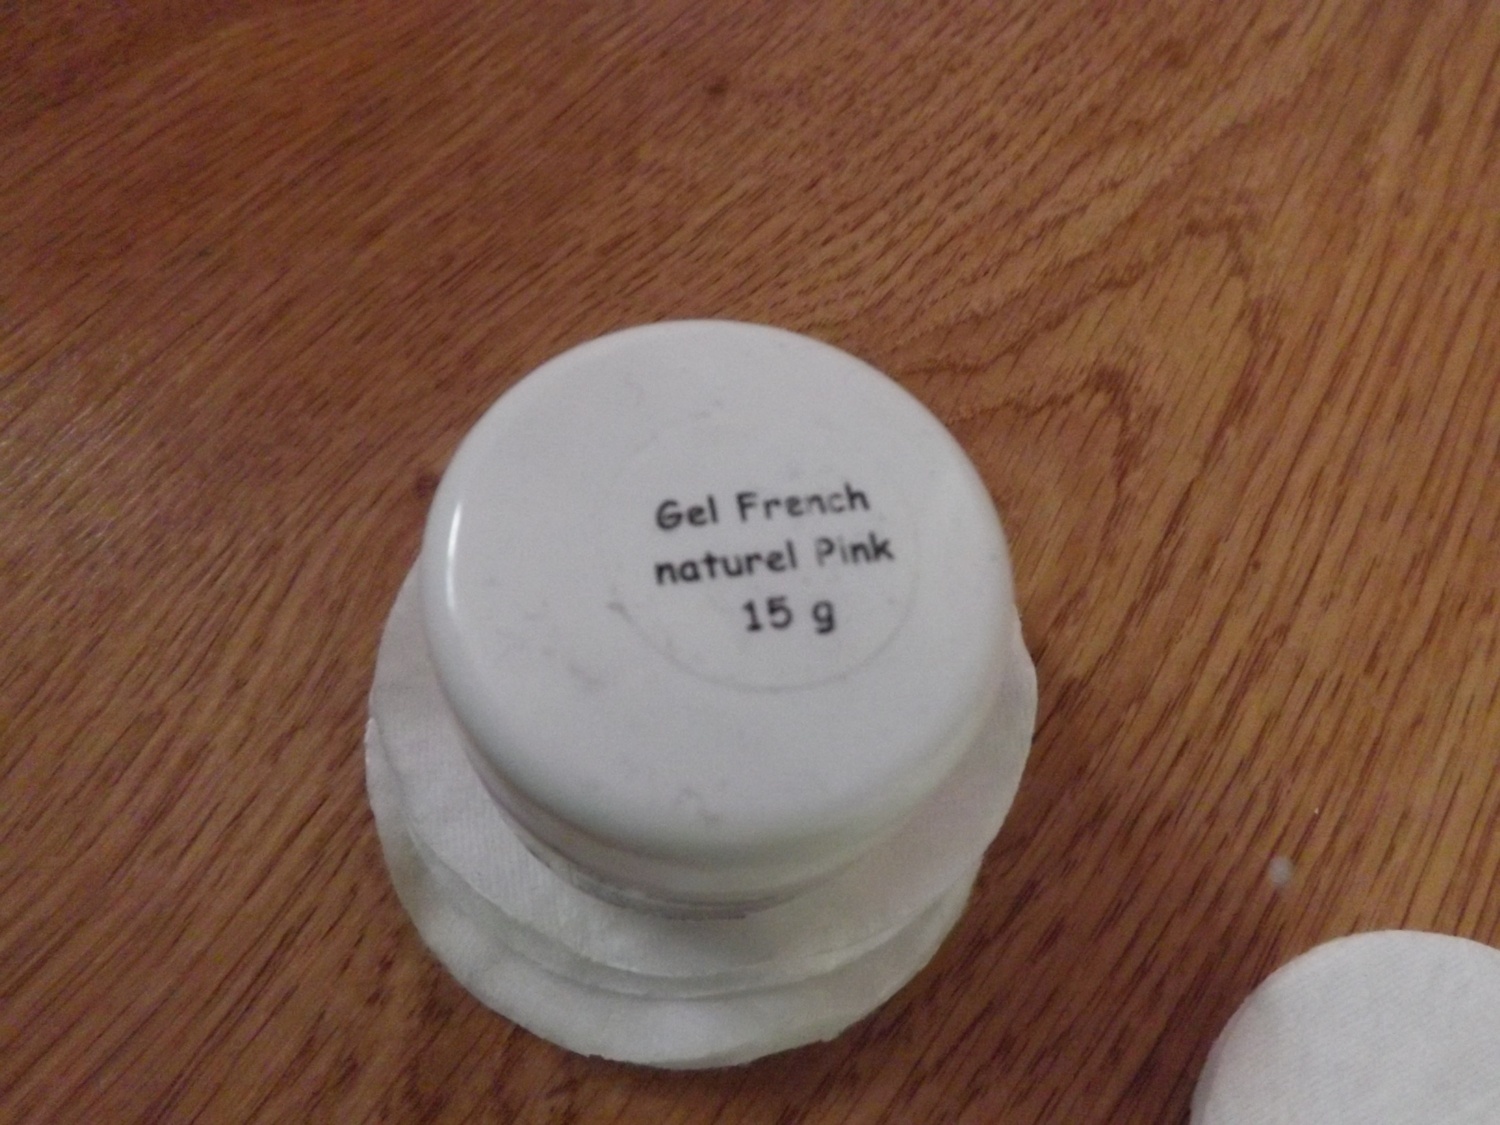 Gel French
naturel Pink
15 g